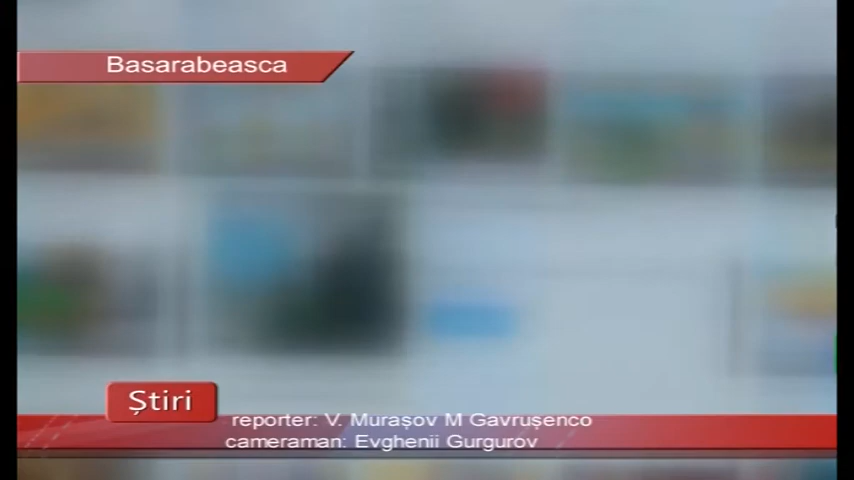 Basarabeasca
Știri
reporter: V. Murașov M Gavrușenco
cameraman: Evghenii Gurgurov